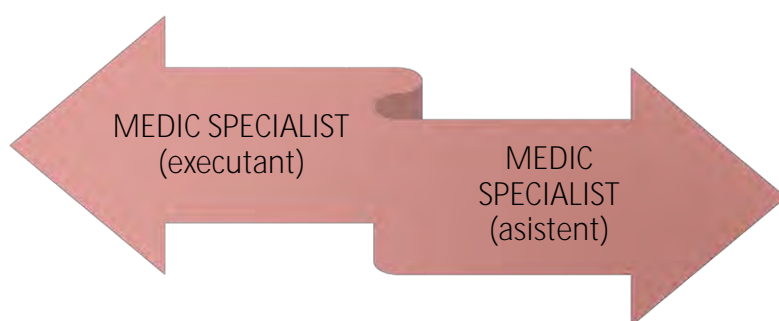 MEDIC SPECIALIST
(executant)
MEDIC
SPECIALIST
(asistent)